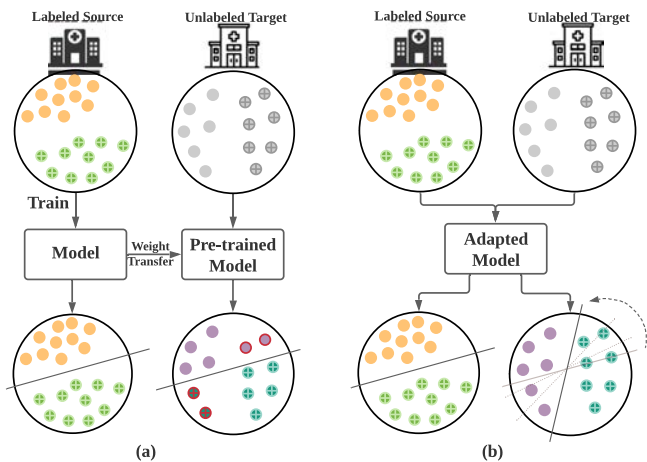 Labeled Source
Unlabeled Target
Labeled Source
Unlabeled Target
Train
Model
Weight
Transfer
Pre-trained
Model
Adapted
Model
(a)
(b)